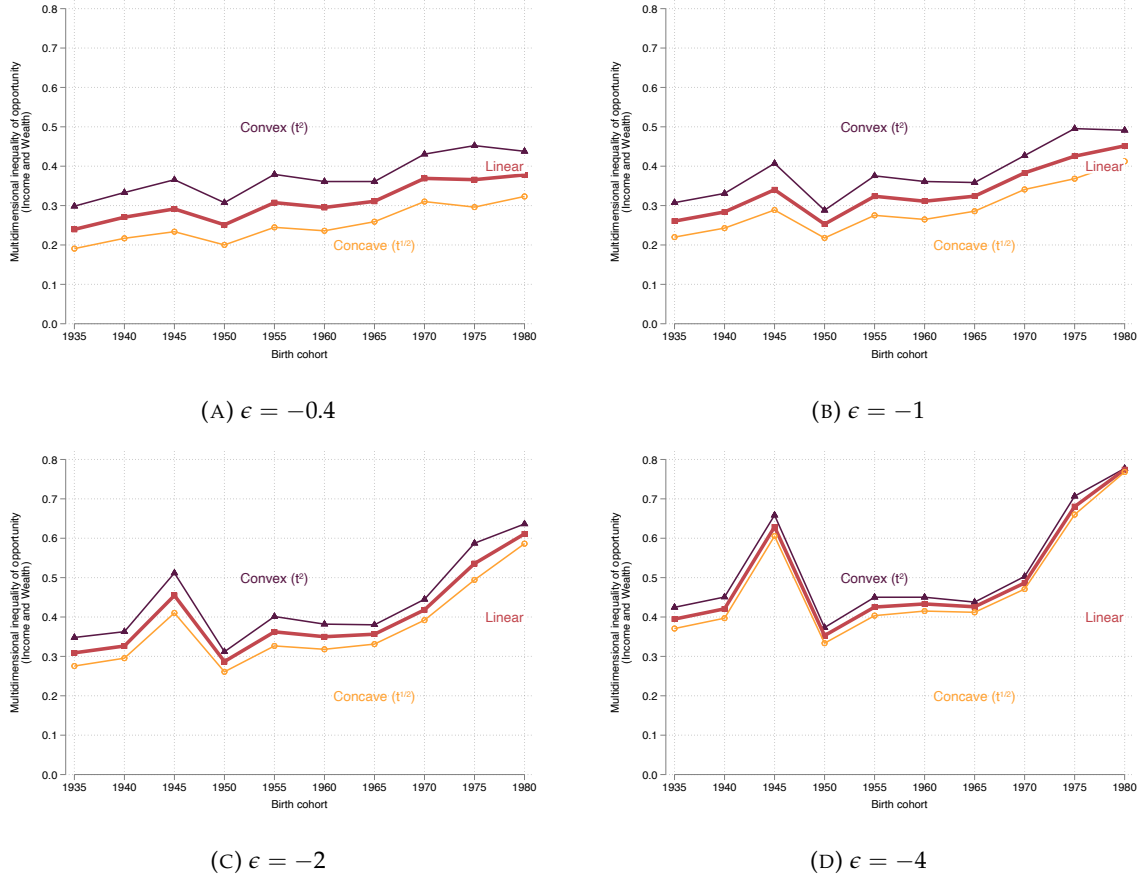 Multidimensional inequality of opportunity
(Income and Wealth)
0.8
0.7
0.6
0.5
0.4
0.3
0.2
0.1
0.0
Convex (t²)
Linear
Concave (t¹/²)
1935 1940 1945 1950 1955 1960 1965 1970 1975 1980
Birth cohort
(A) ϵ = −0.4
Multidimensional inequality of opportunity
(Income and Wealth)
0.8
0.7
0.6
0.5
0.4
0.3
0.2
0.1
0.0
Convex (t²)
Linear
Concave (t¹/²)
1935 1940 1945 1950 1955 1960 1965 1970 1975 1980
Birth cohort
(B) ϵ = −1
Multidimensional inequality of opportunity
(Income and Wealth)
0.8
0.7
0.6
0.5
0.4
0.3
0.2
0.1
0.0
Convex (t²)
Linear
Concave (t¹/²)
1935 1940 1945 1950 1955 1960 1965 1970 1975 1980
Birth cohort
(C) ϵ = −2
Multidimensional inequality of opportunity
(Income and Wealth)
0.8
0.7
0.6
0.5
0.4
0.3
0.2
0.1
0.0
Convex (t²)
Linear
Concave (t¹/²)
1935 1940 1945 1950 1955 1960 1965 1970 1975 1980
Birth cohort
(D) ϵ = −4